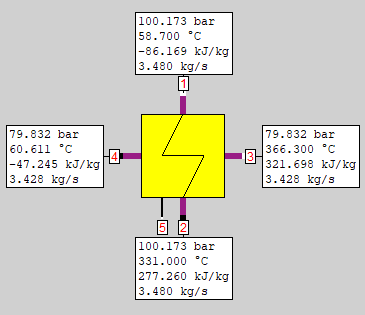 100.173 bar
58.700 °C
-86.169 kJ/kg
3.480 kg/s
1
79.832 bar
60.611 °C
-47.245 kJ/kg
3.428 kg/s
4
3
79.832 bar
366.300 °C
321.698 kJ/kg
3.428 kg/s
5
2
100.173 bar
331.000 °C
277.260 kJ/kg
3.480 kg/s